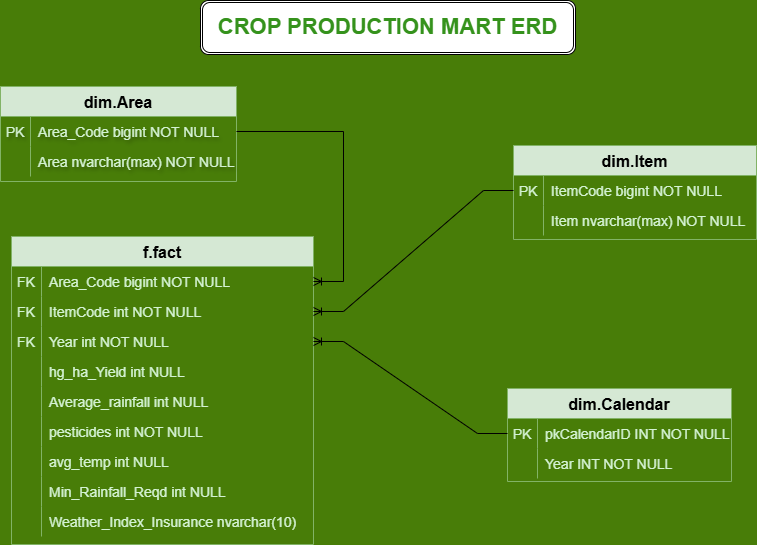 CROP PRODUCTION MART ERD
dim.Area
PK Area_Code bigint NOT NULL
Area nvarchar(max) NOT NULL
dim.Item
PK ItemCode bigint NOT NULL
Item nvarchar(max) NOT NULL
f.fact
FK Area_Code bigint NOT NULL
FK ItemCode int NOT NULL
FK Year int NOT NULL
hg_ha_Yield int NULL
Average_rainfall int NULL
pesticides int NOT NULL
avg_temp int NULL
Min_Rainfall_Reqd int NULL
Weather_Index_Insurance nvarchar(10)
dim.Calendar
PK pkCalendarID INT NOT NULL
Year INT NOT NULL